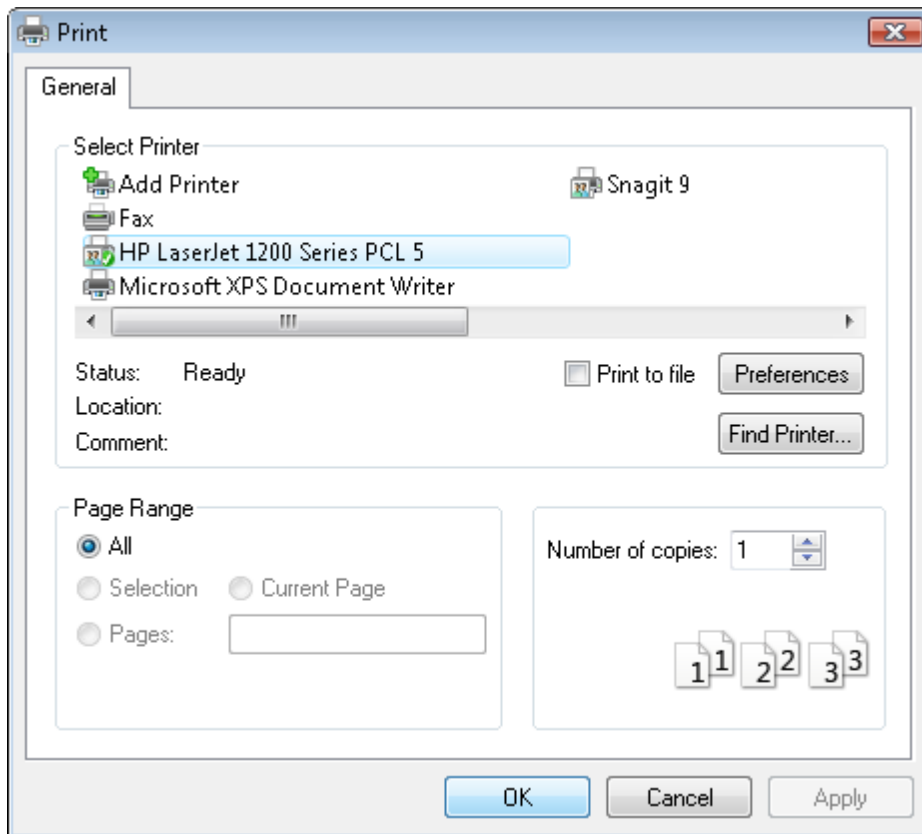 Print
General
Select Printer
Add Printer
Snagit 9
Fax
HP LaserJet 1200 Series PCL 5
Microsoft XPS Document Writer
Status: Ready
Print to file
Preferences
Location:
Comment:
Find Printer...
Page Range
All
Selection
Current Page
Pages:
Number of copies: 1
1 1 2 2 3 3
OK
Cancel
Apply